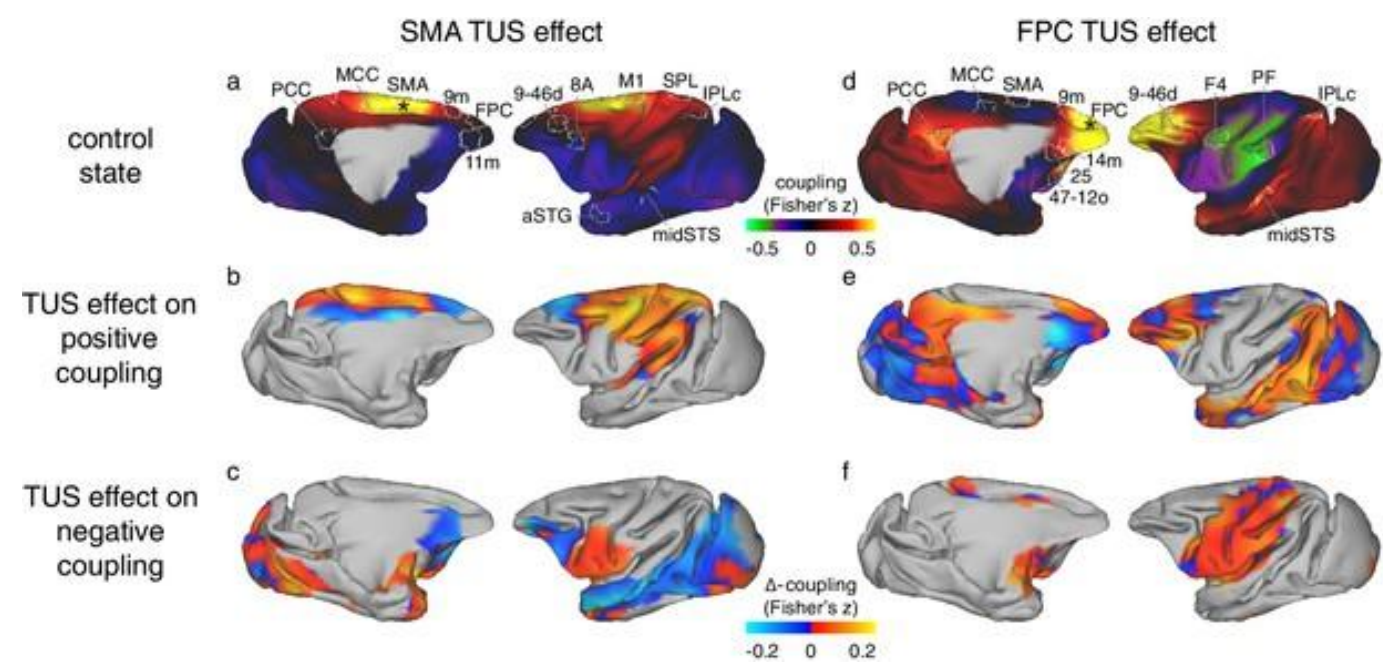 SMA TUS effect
FPC TUS effect
control
state
a
PCC
MCC
SMA
*
9m
FPC
11m
9-46d
8A
M1
SPL
IPLc
aSTG
midSTS
coupling
(Fisher's z)
-0.5 0 0.5
d
PCC
MCC
SMA
9m
FPC
*
14m
25
47-12o
9-46d
F4
PF
IPLc
midSTS
TUS effect on
positive
coupling
b
e
TUS effect on
negative
coupling
c
f
Δ-coupling
(Fisher's z)
-0.2 0 0.2